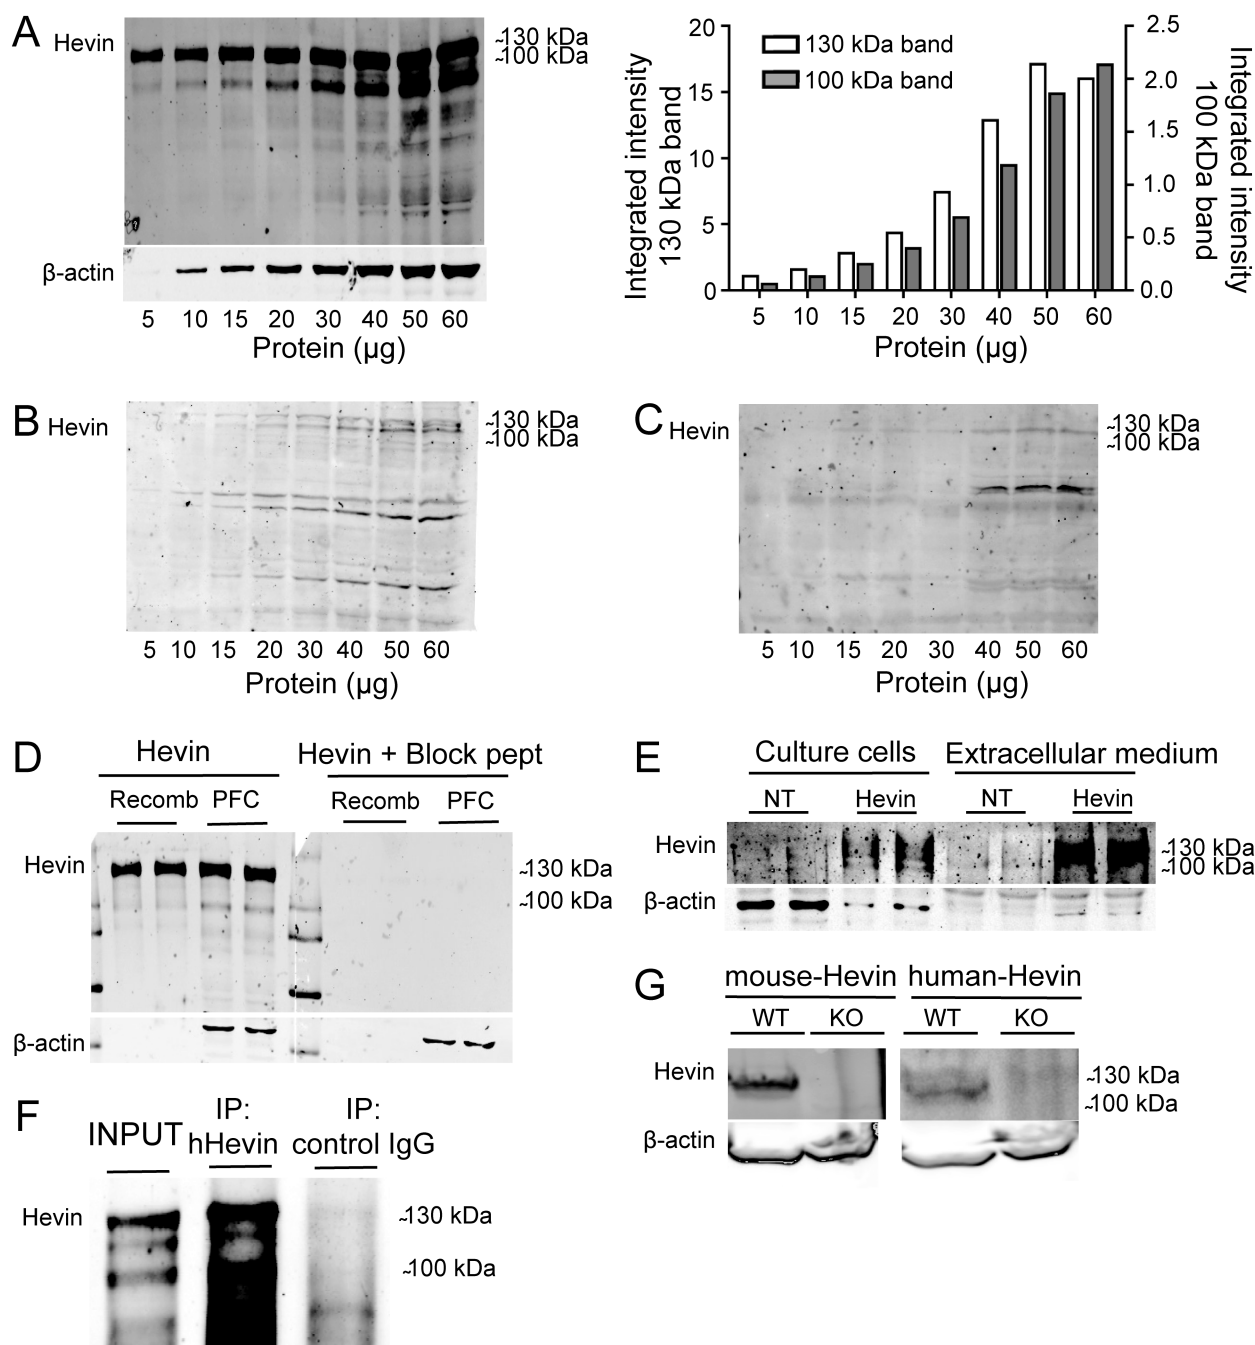 A
Hevin
~130 kDa
~100 kDa
β-actin
5 10 15 20 30 40 50 60
Protein (µg)
Integrated intensity
130 kDa band
20
15
10
5
0
130 kDa band
100 kDa band
2.5
2.0
1.5
1.0
0.5
0.0
Integrated intensity
100 kDa band
5 10 15 20 30 40 50 60
Protein (µg)
B
Hevin
~130 kDa
~100 kDa
5 10 15 20 30 40 50 60
Protein (µg)
C
Hevin
~130 kDa
~100 kDa
5 10 15 20 30 40 50 60
Protein (µg)
D
Hevin
Hevin + Block pept
Recomb PFC
Recomb PFC
Hevin
~130 kDa
~100 kDa
β-actin
E
Culture cells
Extracellular medium
NT Hevin
NT Hevin
Hevin
~130 kDa
~100 kDa
β-actin
F
INPUT
IP:
hHevin
IP:
control IgG
Hevin
~130 kDa
~100 kDa
G
mouse-Hevin
human-Hevin
WT KO
WT KO
Hevin
~130 kDa
~100 kDa
β-actin